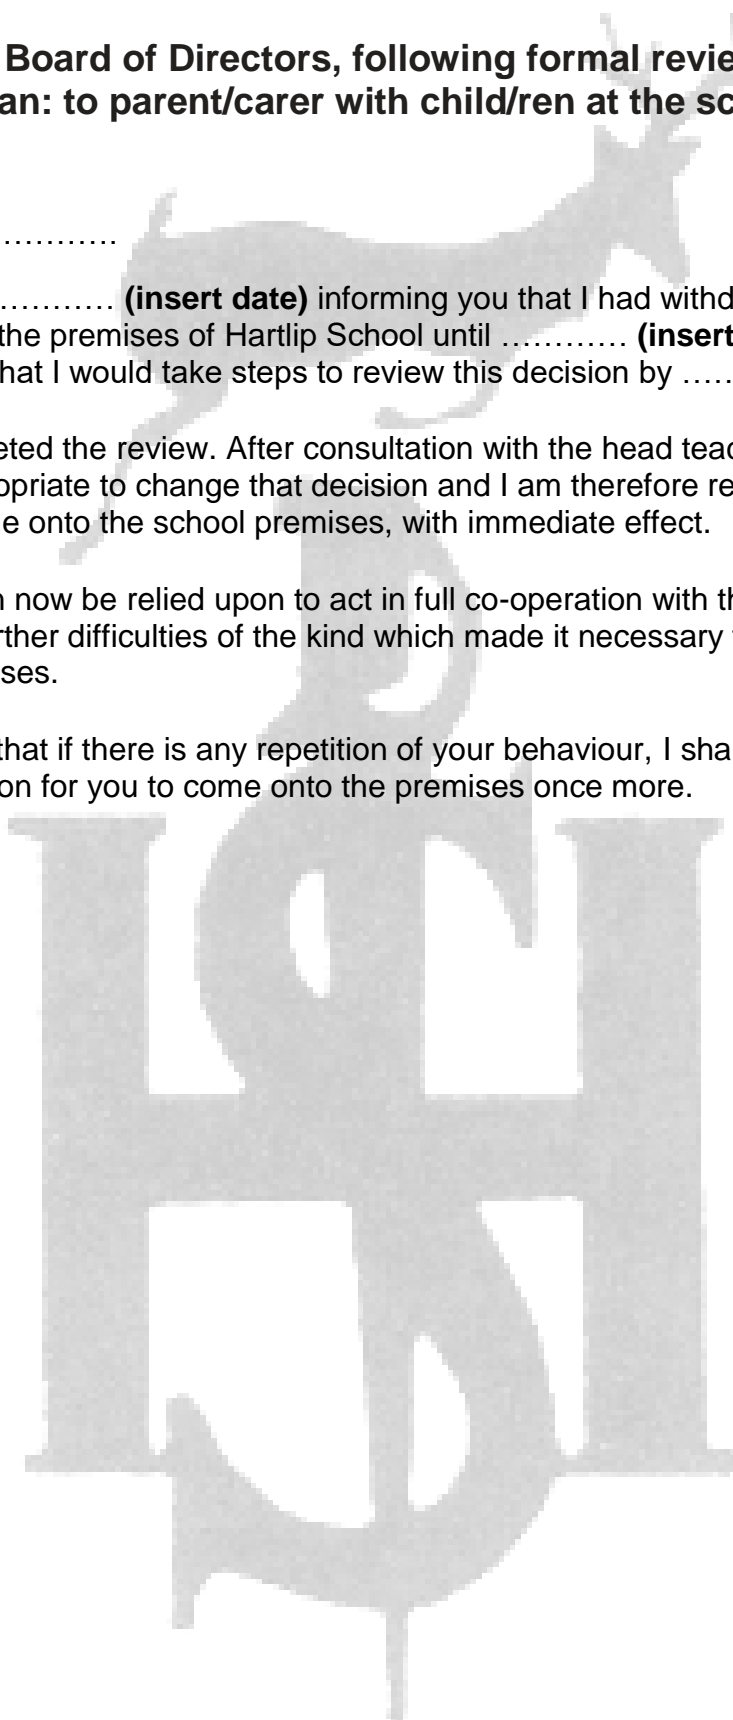 Board of Directors, following formal revie
an: to parent/carer with child/ren at the sc
…………
………… (insert date) informing you that I had withd
the premises of Hartlip School until ………… (insert
hat I would take steps to review this decision by …..
eted the review. After consultation with the head teac
opriate to change that decision and I am therefore re
e onto the school premises, with immediate effect.
n now be relied upon to act in full co-operation with th
rther difficulties of the kind which made it necessary
ses.
that if there is any repetition of your behaviour, I sha
on for you to come onto the premises once more.